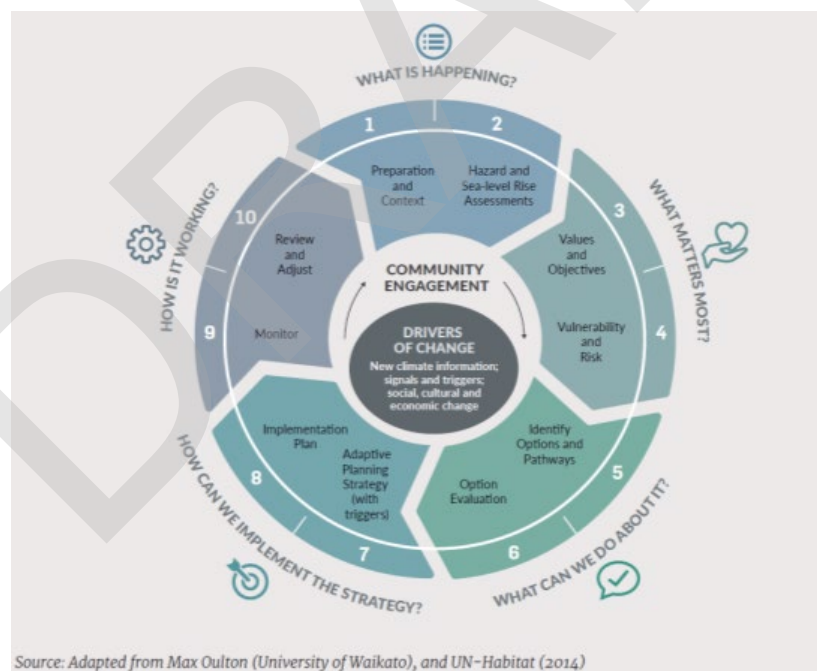 WHAT IS HAPPENING?
1
2
Preparation
and
Context
Hazard and
Sea-level Rise
Assessments
WHAT MATTERS MOST?
3
Values
and
Objectives
4
Vulnerability
and
Risk
WHAT CAN WE DO ABOUT IT?
5
Identify
Options and
Pathways
6
Option
Evaluation
HOW CAN WE IMPLEMENT THE STRATEGY?
7
Adaptive
Planning
Strategy
(with
triggers)
8
Implementation
Plan
HOW IS IT WORKING?
9
Monitor
10
Review
and
Adjust
COMMUNITY
ENGAGEMENT
DRIVERS
OF CHANGE
New climate information;
signals and triggers;
social, cultural and
economic change
Source: Adapted from Max Oulton (University of Waikato), and UN-Habitat (2014)